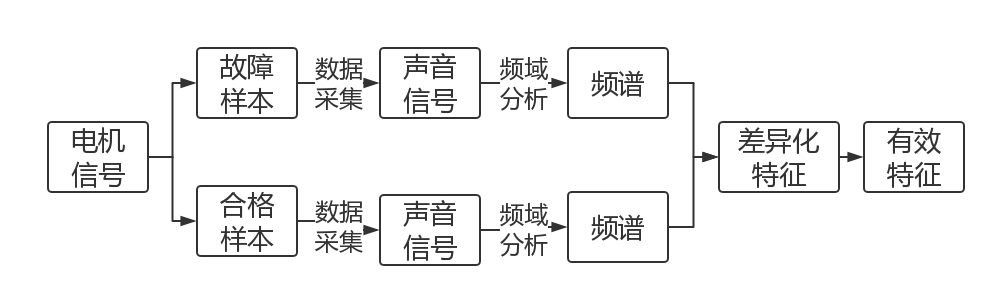 电机
信号
故障
样本
数据
采集
声音
信号
频域
分析
频谱
合格
样本
数据
采集
声音
信号
频域
分析
频谱
差异化
特征
有效
特征